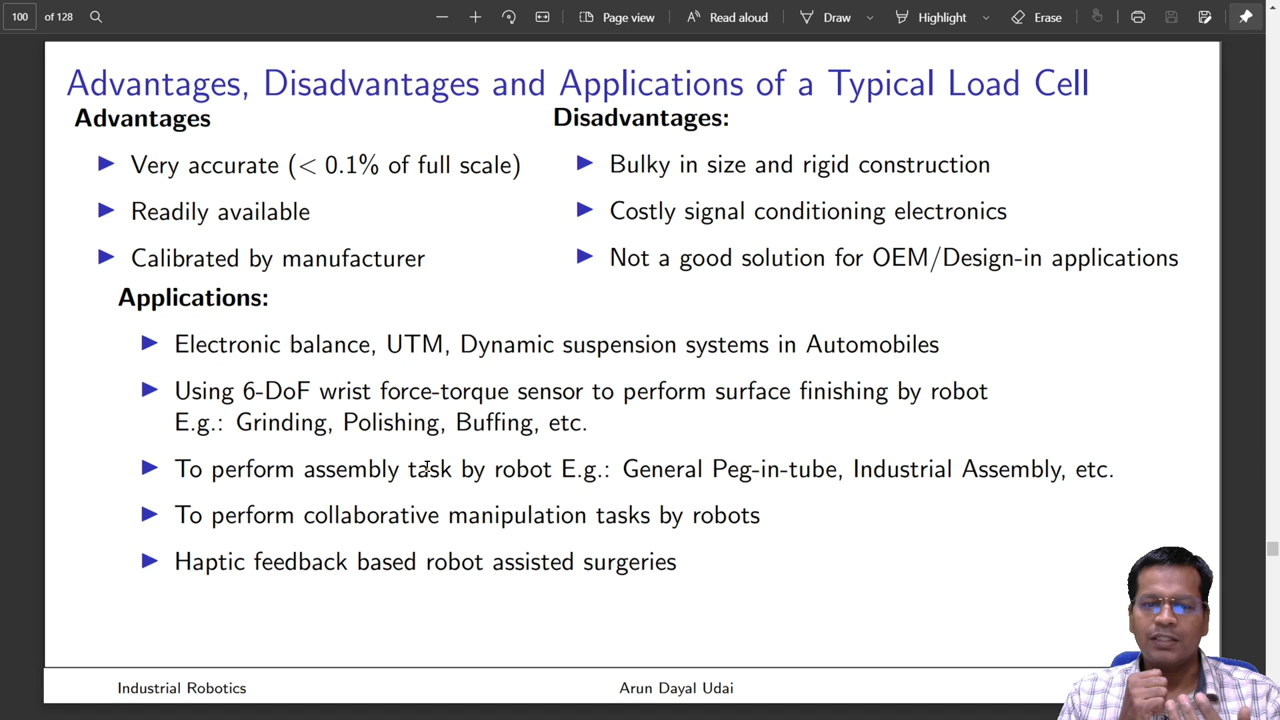 100 of 128 Page view Read aloud Draw Highlight Erase
Advantages, Disadvantages and Applications of a Typical Load Cell
Advantages
▶ Very accurate (< 0.1% of full scale)
▶ Readily available
▶ Calibrated by manufacturer
Disadvantages:
▶ Bulky in size and rigid construction
▶ Costly signal conditioning electronics
▶ Not a good solution for OEM/Design-in applications
Applications:
▶ Electronic balance, UTM, Dynamic suspension systems in Automobiles
▶ Using 6-DoF wrist force-torque sensor to perform surface finishing by robot
E.g.: Grinding, Polishing, Buffing, etc.
▶ To perform assembly task by robot E.g.: General Peg-in-tube, Industrial Assembly, etc.
▶ To perform collaborative manipulation tasks by robots
▶ Haptic feedback based robot assisted surgeries
Industrial Robotics Arun Dayal Udai